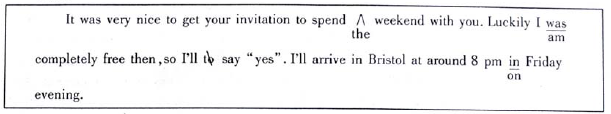 It was very nice to get your invitation to spend ∧ weekend with you. Luckily I was
the am
completely free then, so I'll to say "yes". I'll arrive in Bristol at around 8 pm in Friday
on
evening.